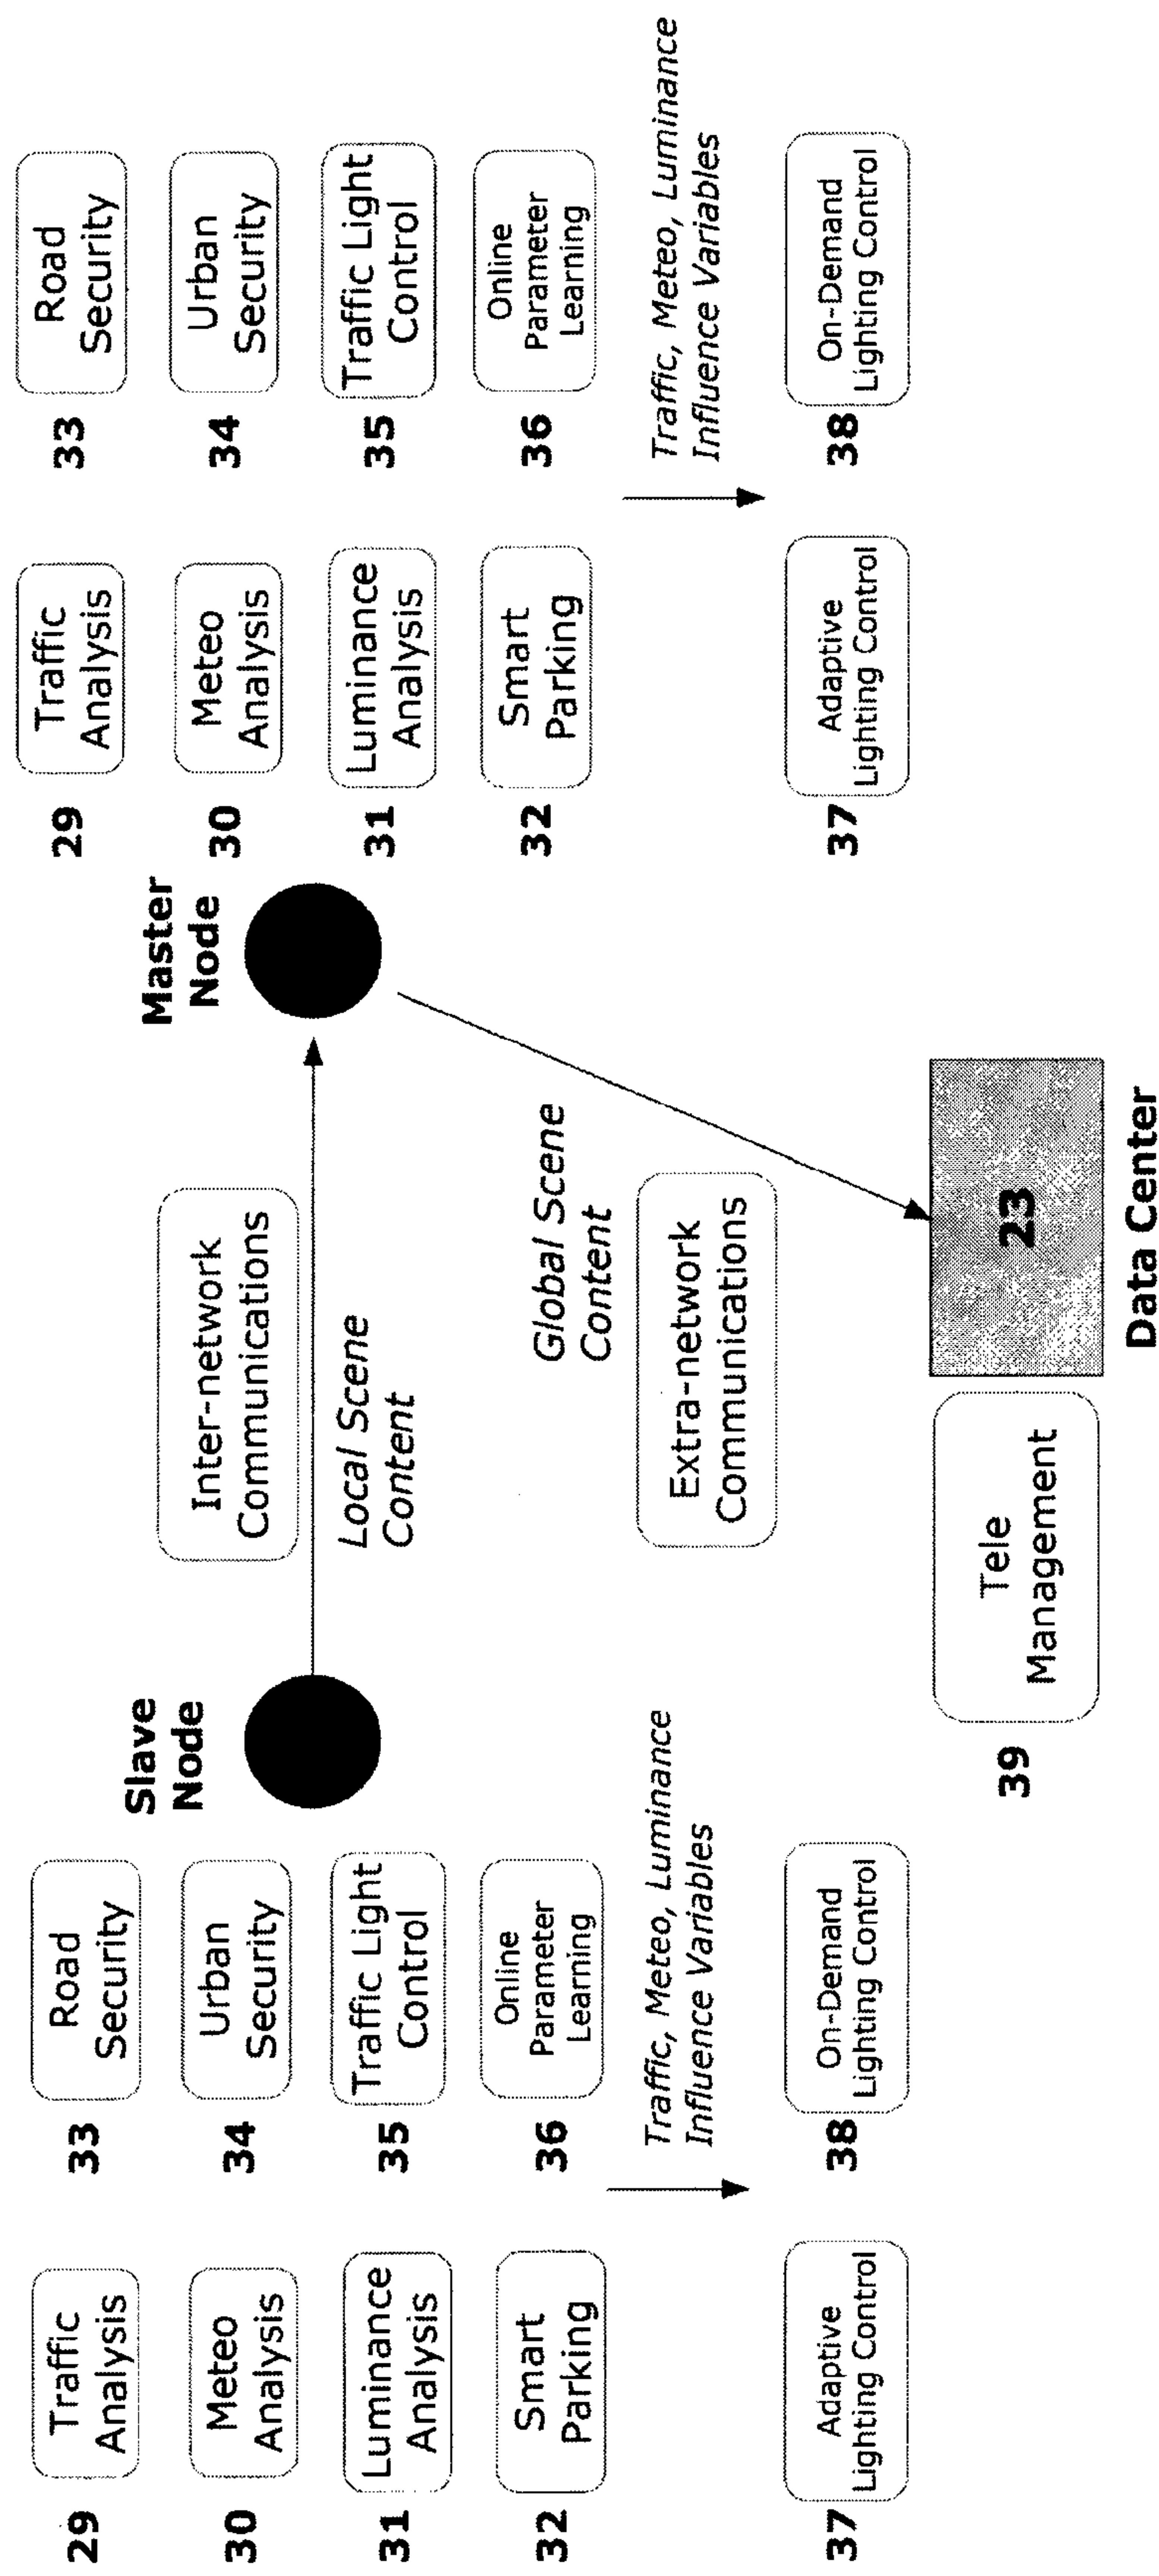 Slave
Node
29
Traffic
Analysis
33
Road
Security
30
Meteo
Analysis
34
Urban
Security
31
Luminance
Analysis
35
Traffic Light
Control
32
Smart
Parking
36
Online
Parameter
Learning
Traffic, Meteo, Luminance
Influence Variables
37
Adaptive
Lighting Control
38
On-Demand
Lighting Control
Inter-network
Communications
Local Scene
Content
Global Scene
Content
Extra-network
Communications
39
Tele
Management
23
Data Center
Master
Node
29
Traffic
Analysis
33
Road
Security
30
Meteo
Analysis
34
Urban
Security
31
Luminance
Analysis
35
Traffic Light
Control
32
Smart
Parking
36
Online
Parameter
Learning
Traffic, Meteo, Luminance
Influence Variables
37
Adaptive
Lighting Control
38
On-Demand
Lighting Control